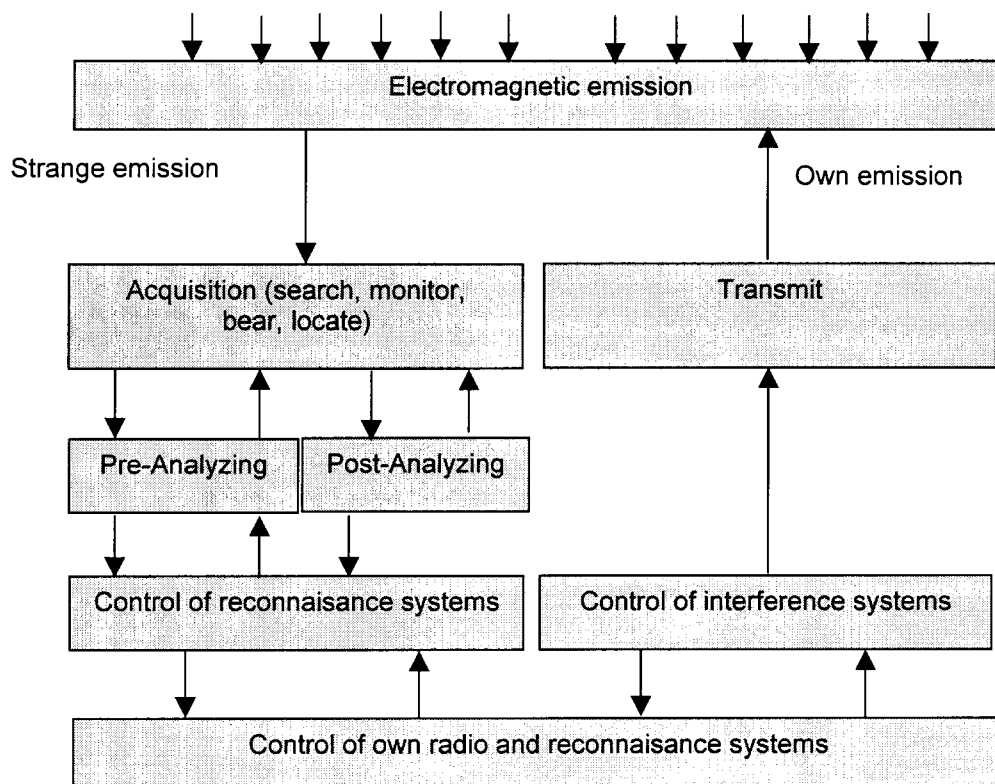 Electromagnetic emission
Strange emission
Own emission
Acquisition (search, monitor,
bear, locate)
Transmit
Pre-Analyzing
Post-Analyzing
Control of reconnaisance systems
Control of interference systems
Control of own radio and reconnaisance systems